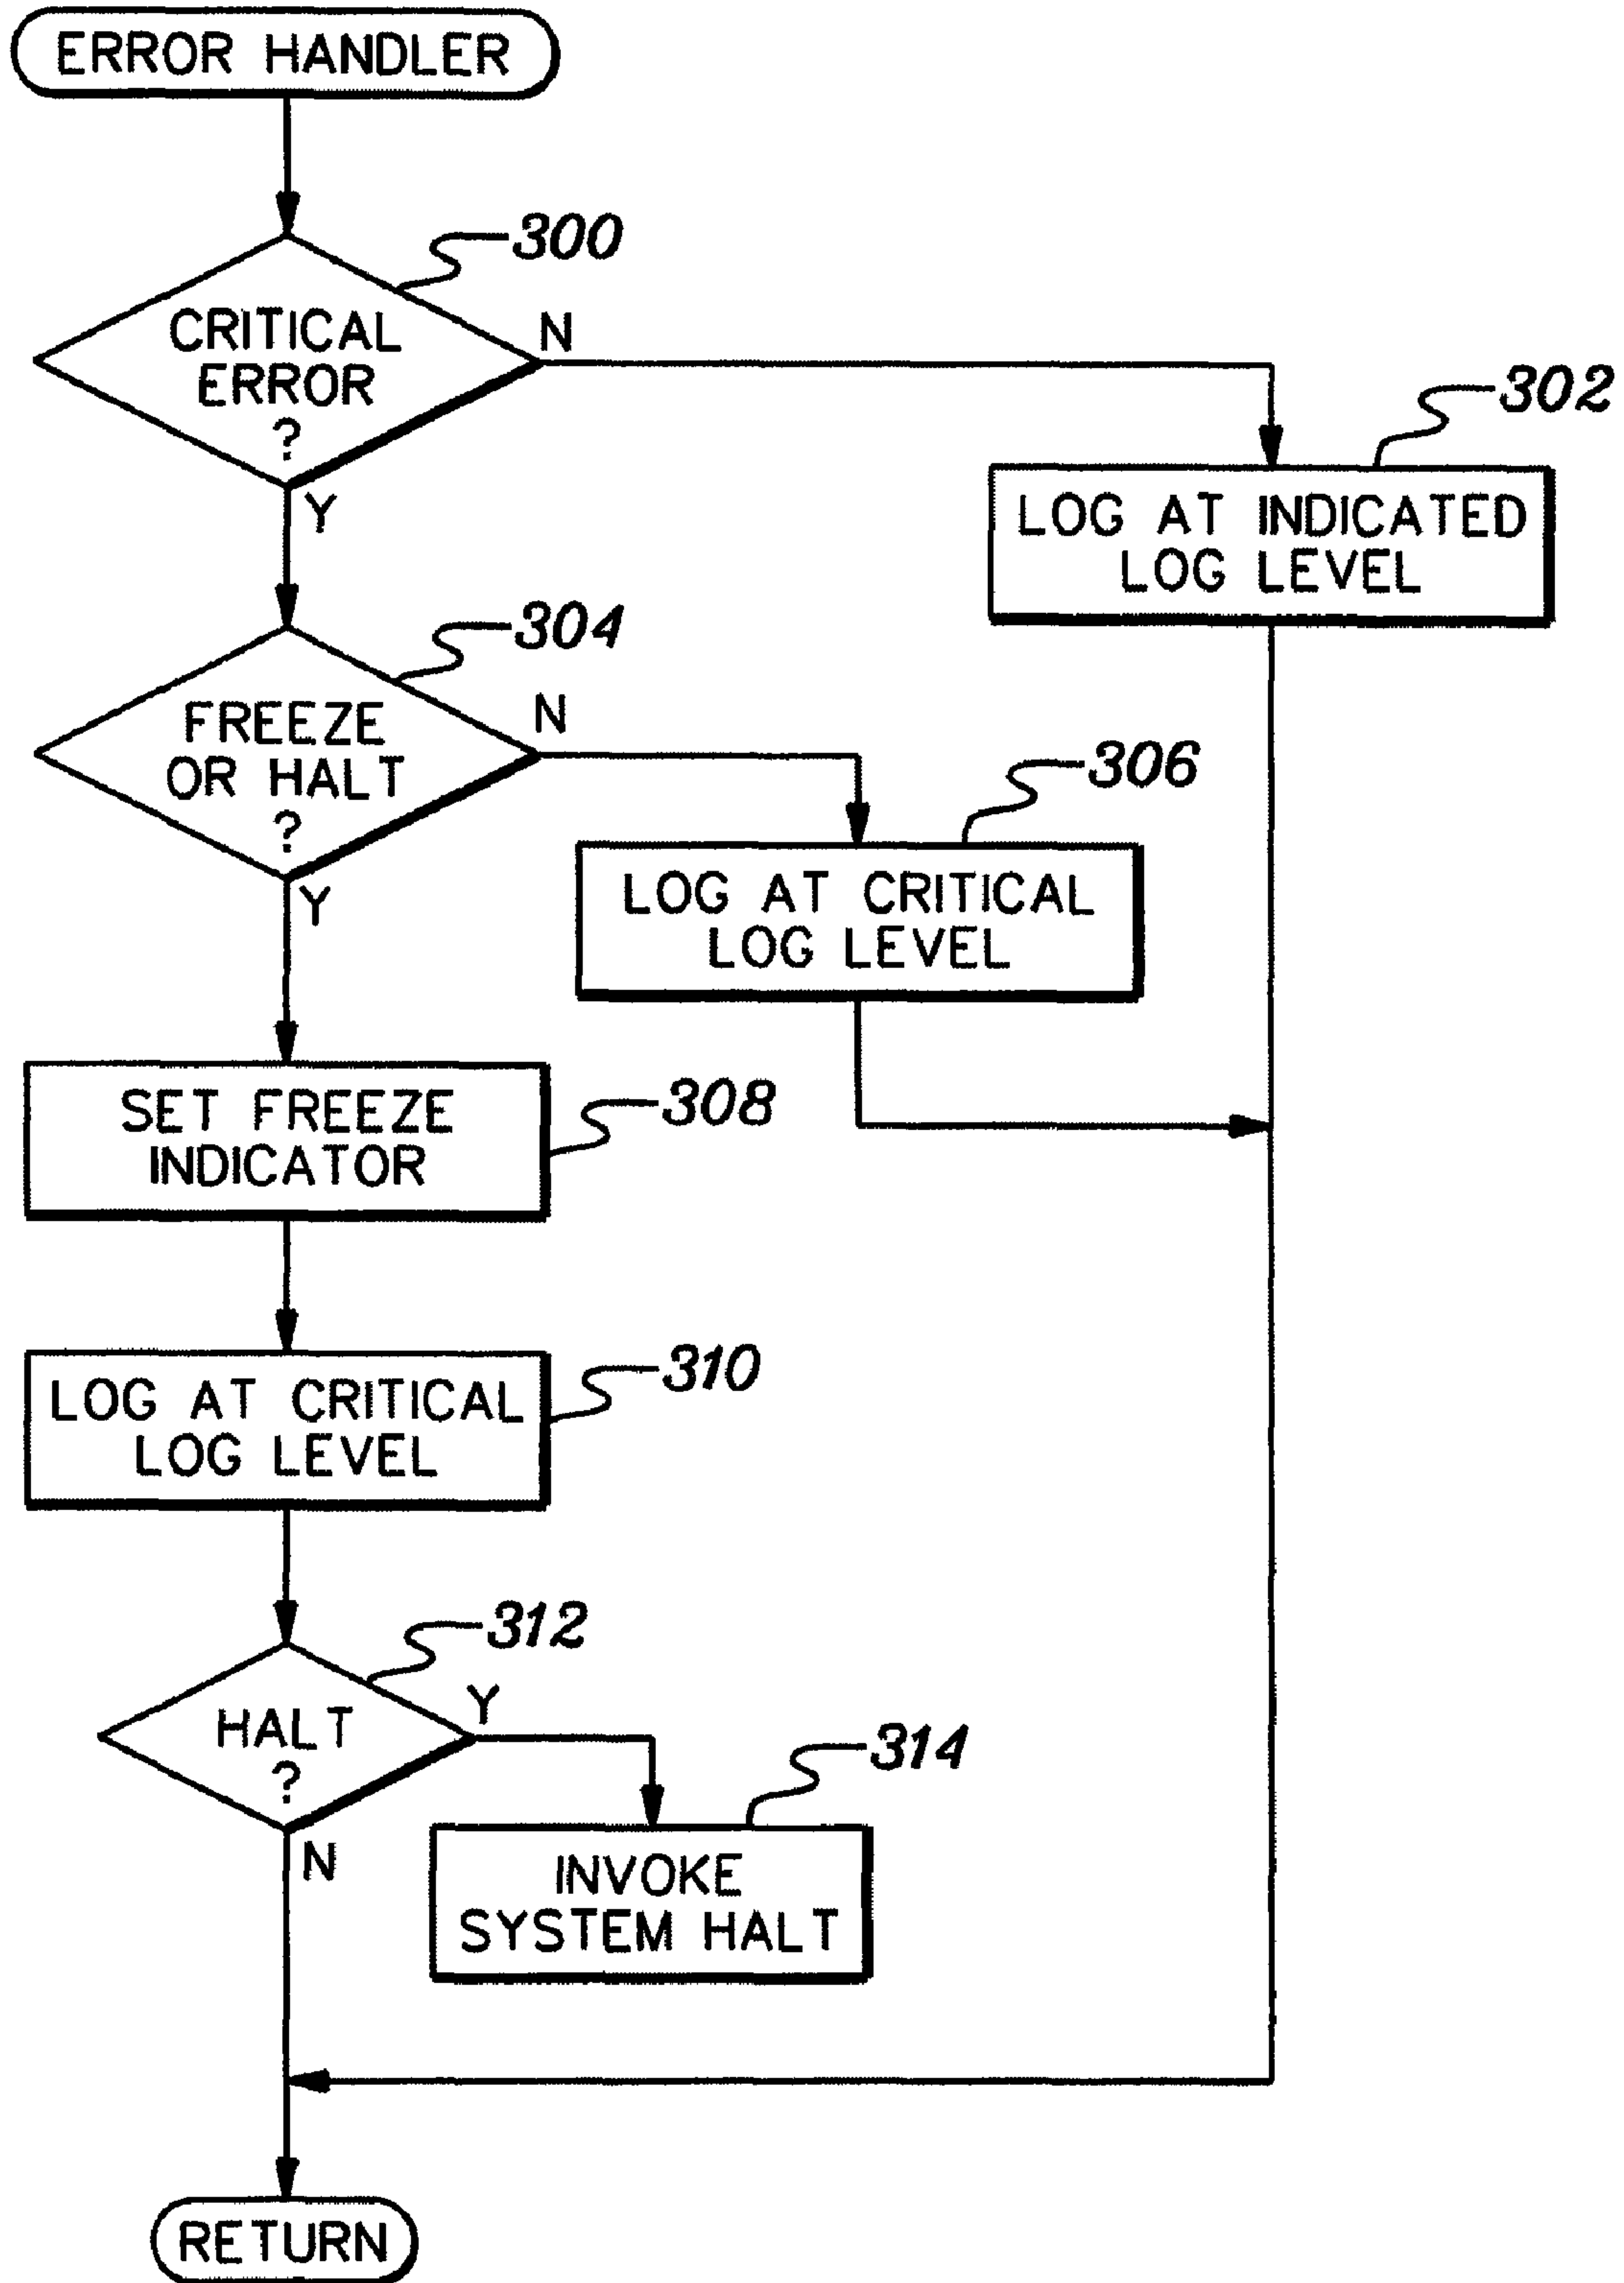 ERROR HANDLER
300
CRITICAL
ERROR
?
N
Y
302
LOG AT INDICATED
LOG LEVEL
304
FREEZE
OR HALT
?
N
Y
306
LOG AT CRITICAL
LOG LEVEL
SET FREEZE
INDICATOR
308
LOG AT CRITICAL
LOG LEVEL
310
312
HALT
?
Y
N
314
INVOKE
SYSTEM HALT
RETURN